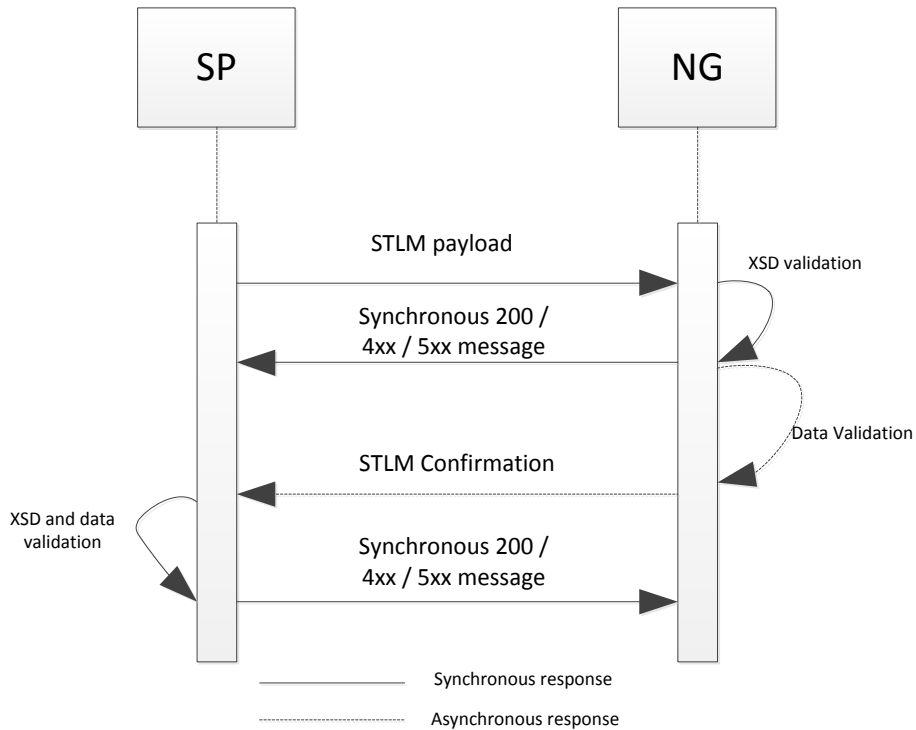 SP
NG
STLM payload
XSD validation
Synchronous 200 /
4xx / 5xx message
Data Validation
STLM Confirmation
XSD and data
validation
Synchronous 200 /
4xx / 5xx message
Synchronous response
Asynchronous response